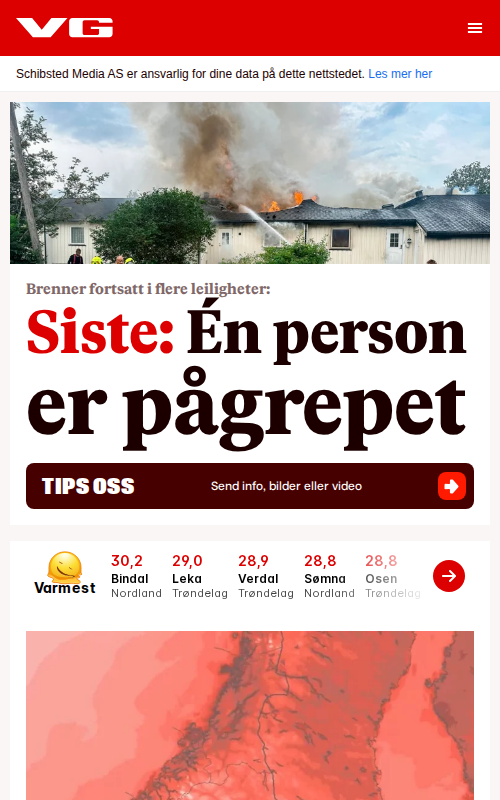 VG
Schibsted Media AS er ansvarlig for dine data på dette nettstedet. Les mer her
Brenner fortsatt i flere leiligheter:
Siste: Én person
er pågrepet
TIPS OSS Send info, bilder eller video
Varmest
30,2 29,0 28,9 28,8 28,8
Bindal Leka Verdal Sømna Osen
Nordland Trøndelag Trøndelag Nordland Trøndelag